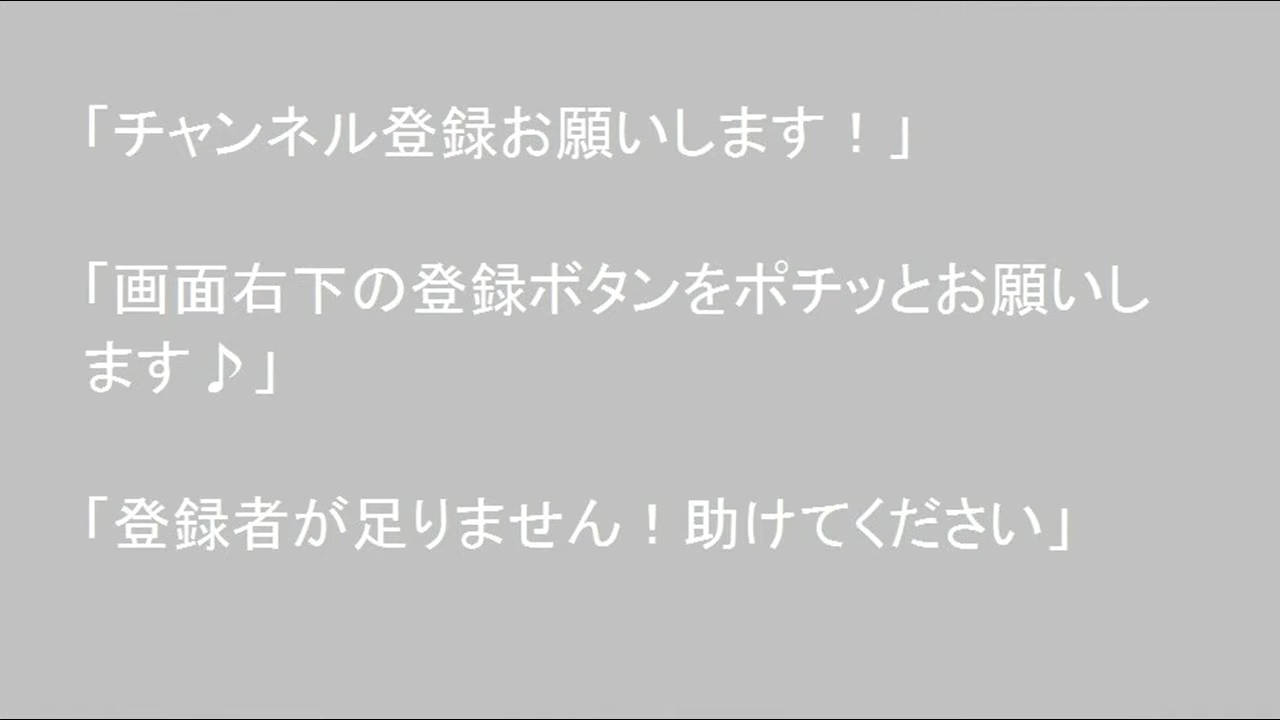 「チャンネル登録お願いします！」
「画面右下の登録ボタンをポチッとお願いし
ます♪」
「登録者が足りません！助けてください」